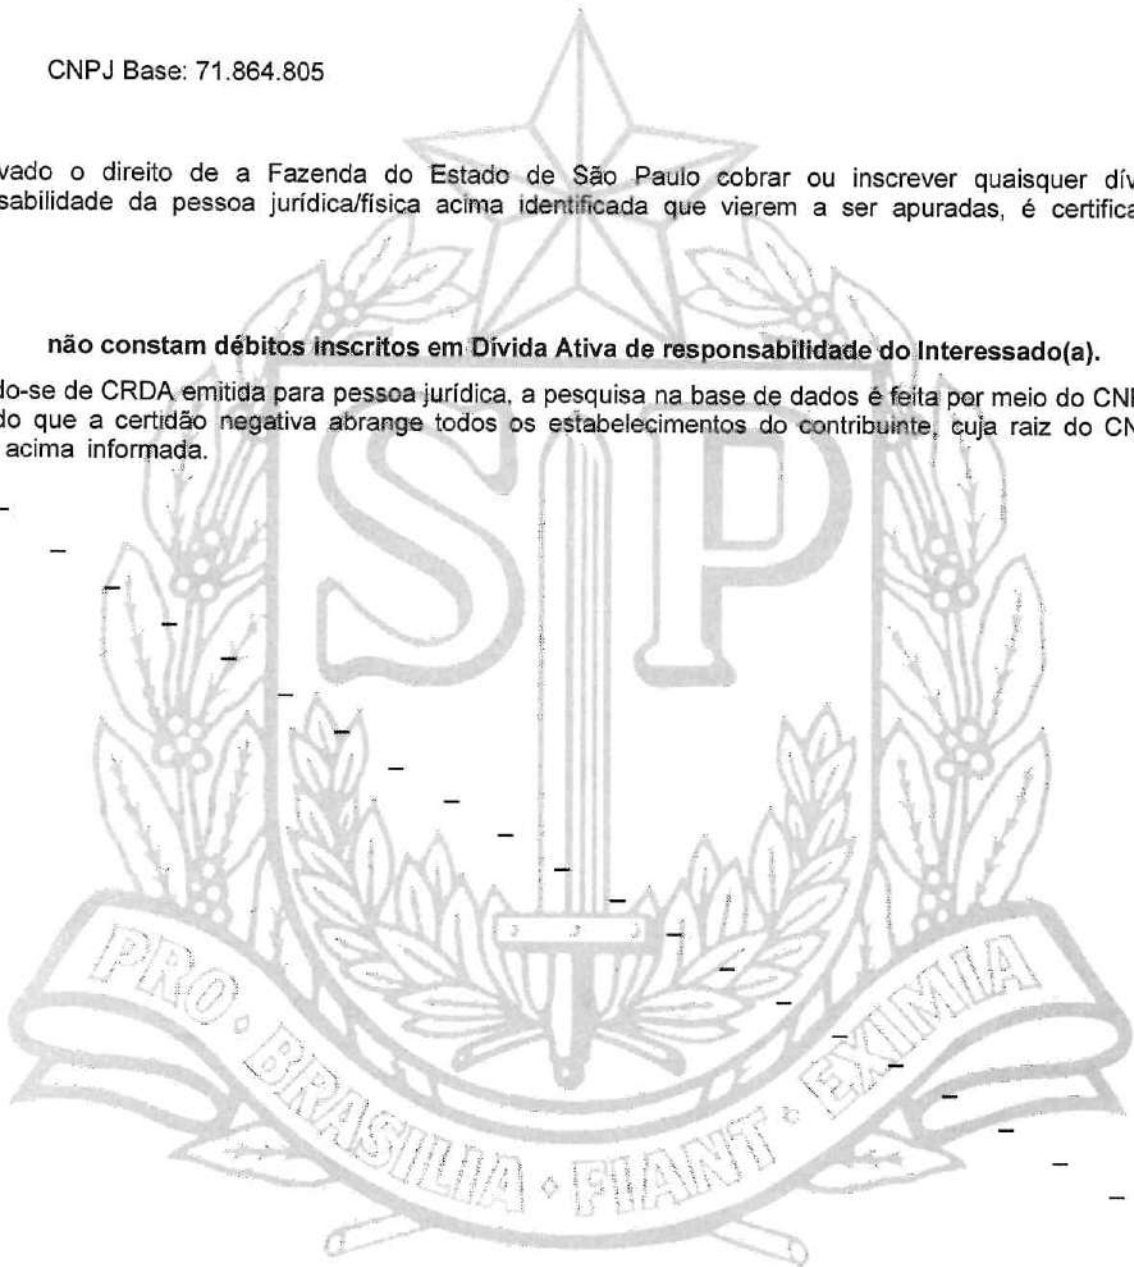 CNPJ Base: 71.864.805
vado o direito de a Fazenda do Estado de São Paulo cobrar ou inscrever quaisquer dív
sabilidade da pessoa jurídica/física acima identificada que vierem a ser apuradas, é certifica
não constam débitos inscritos em Dívida Ativa de responsabilidade do Interessado(a).
do-se de CRDA emitida para pessoa jurídica, a pesquisa na base de dados é feita por meio do CN
do que a certidão negativa abrange todos os estabelecimentos do contribuinte, cuja raiz do CN
acima informada.
SP
PRO · BRASILIA · FIANT · EXIMIA